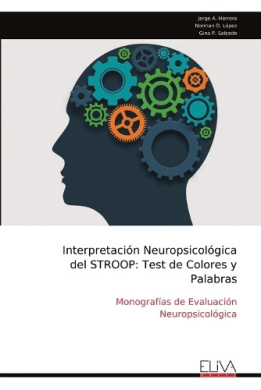 Jorge A. Herrera
Norman D. López
Gino P. Salcedo
Interpretación Neuropsicológica
del STROOP: Test de Colores y
Palabras
Monografías de Evaluación
Neuropsicológica
ELIVA
PRESS